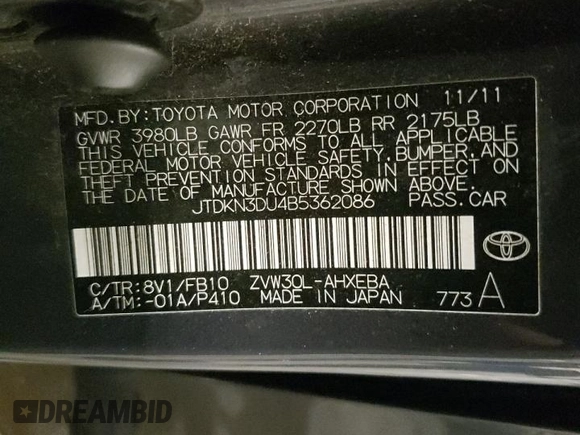 MFD. BY: TOYOTA MOTOR CORPORATION 11/11
GVWR 3980LB GAWR FR 2270LB RR 2175LB
THIS VEHICLE CONFORMS TO ALL APPLICABLE
FEDERAL MOTOR VEHICLE SAFETY, BUMPER, AND
THEFT PREVENTION STANDARDS IN EFFECT ON
THE DATE OF MANUFACTURE SHOWN ABOVE.
JTDKN3DU4B5362086 PASS. CAR
C/TR: 8V1/FB10 ZVW30L-AHXEBA
A/TM: -01A/P410 MADE IN JAPAN 773 A
DREAMBID